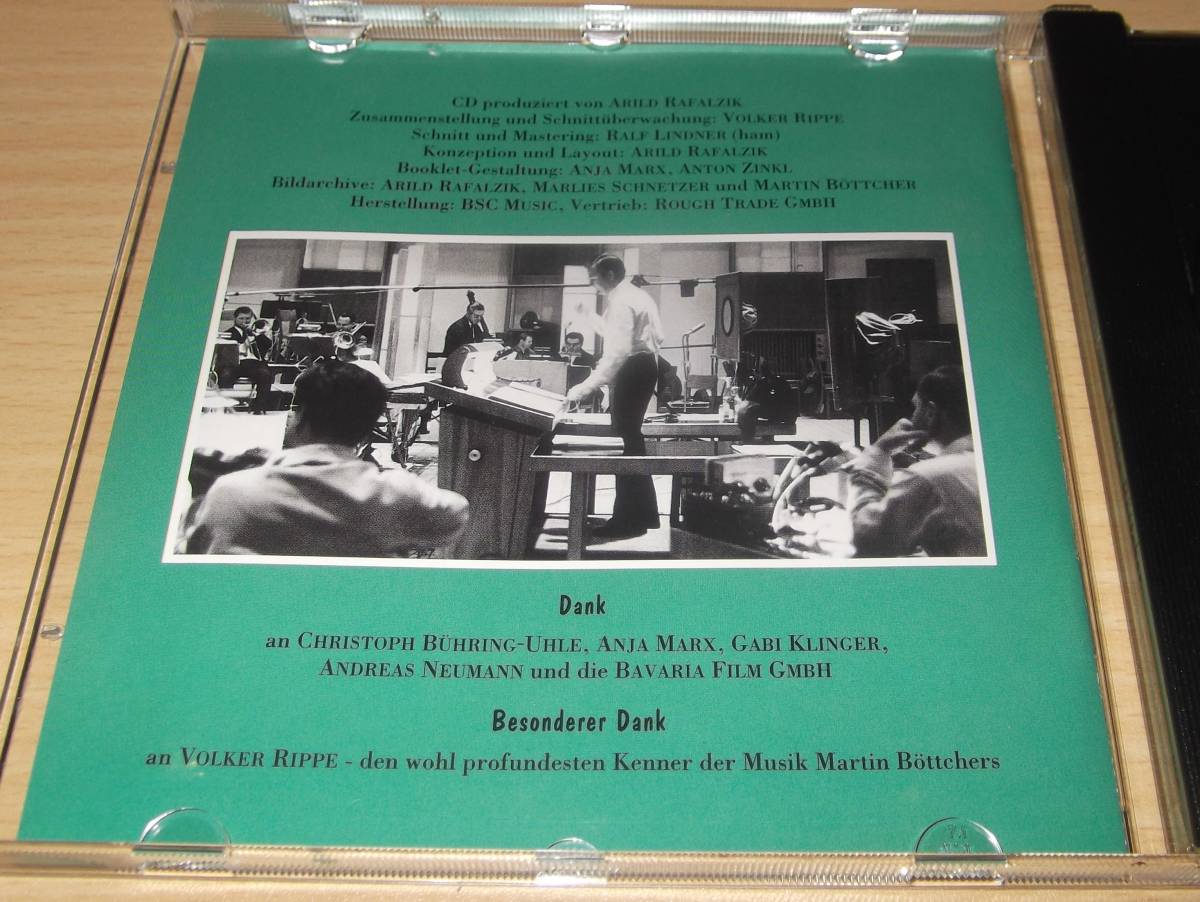 CD produziert von ARILD RAFALZIK
Zusammenstellung und Schnittüberwachung: VOLKER RIPPE
Schnitt und Mastering: RALF LINDNER (ham)
Konzeption und Layout: ARILD RAFALZIK
Booklet-Gestaltung: ANJA MARX, ANTON ZINKL
Bildarchive: ARILD RAFALZIK, MARLIES SCHNETZER und MARTIN BÖTTCHER
Herstellung: BSC MUSIC, Vertrieb: ROUGH TRADE GMBH
Dank
an CHRISTOPH BÜHRING-UHLE, ANJA MARX, GABI KLINGER,
ANDREAS NEUMANN und die BAVARIA FILM GMBH
Besonderer Dank
an VOLKER RIPPE - den wohl profundesten Kenner der Musik Martin Böttchers